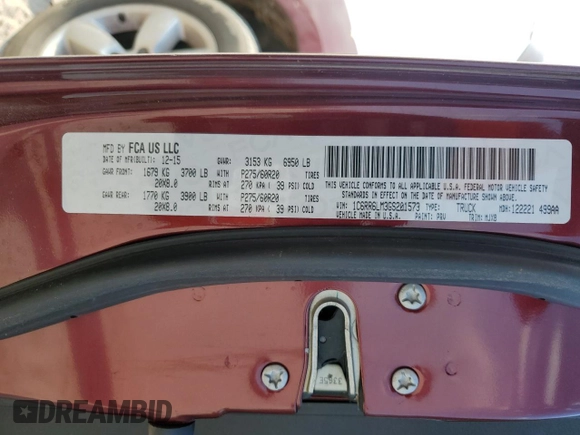 MFD BY FCA US LLC
DATE OF MFR(BUILT): 12-15 GVWR: 3153 KG 6950 LB
GAWR FRONT: 1679 KG 3700 LB WITH P275/60R20 TIRES
20X8.0 RIMS AT 270 KPA ( 39 PSI) COLD
GAWR REAR: 1770 KG 3900 LB WITH P275/60R20 TIRES
20X8.0 RIMS AT 270 KPA ( 39 PSI) COLD
THIS VEHICLE CONFORMS TO ALL APPLICABLE U.S.A. FEDERAL MOTOR VEHICLE SAFETY
STANDARDS IN EFFECT ON THE DATE OF MANUFACTURE SHOWN ABOVE.
VIN: 1C6RR6LM3GS201573 TYPE: TRUCK MDH: 122221 499AA
MADE IN U.S.A. PAINT: PRV TRIM: MJX8
DREAMBID